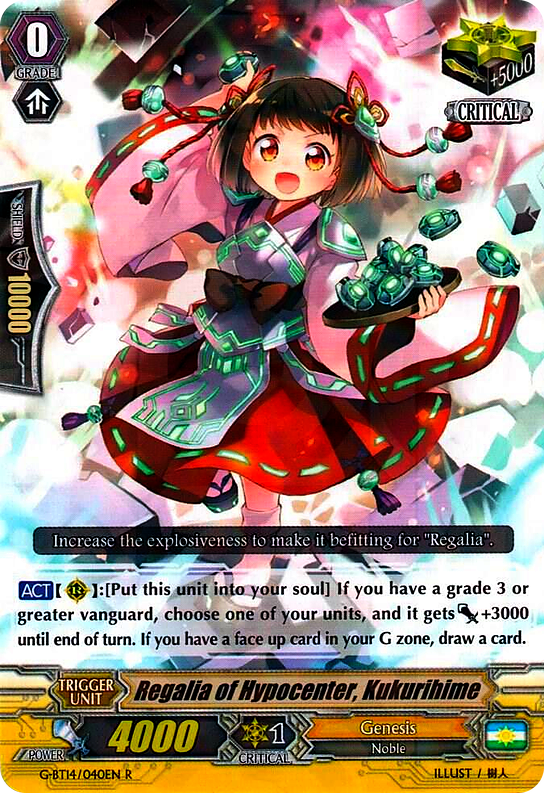 0
GRADE
+5000
CRITICAL
SHIELD
10000
Increase the explosiveness to make it befitting for "Regalia".
ACT【 R 】:[Put this unit into your soul] If you have a grade 3 or
greater vanguard, choose one of your units, and it gets +3000
until end of turn. If you have a face up card in your G zone, draw a card.
TRIGGER
UNIT
Regalia of Hypocenter, Kukurihime
POWER
4000
1
CRITICAL
Genesis
Noble
G-BT14/040EN R
ILLUST / 樹人